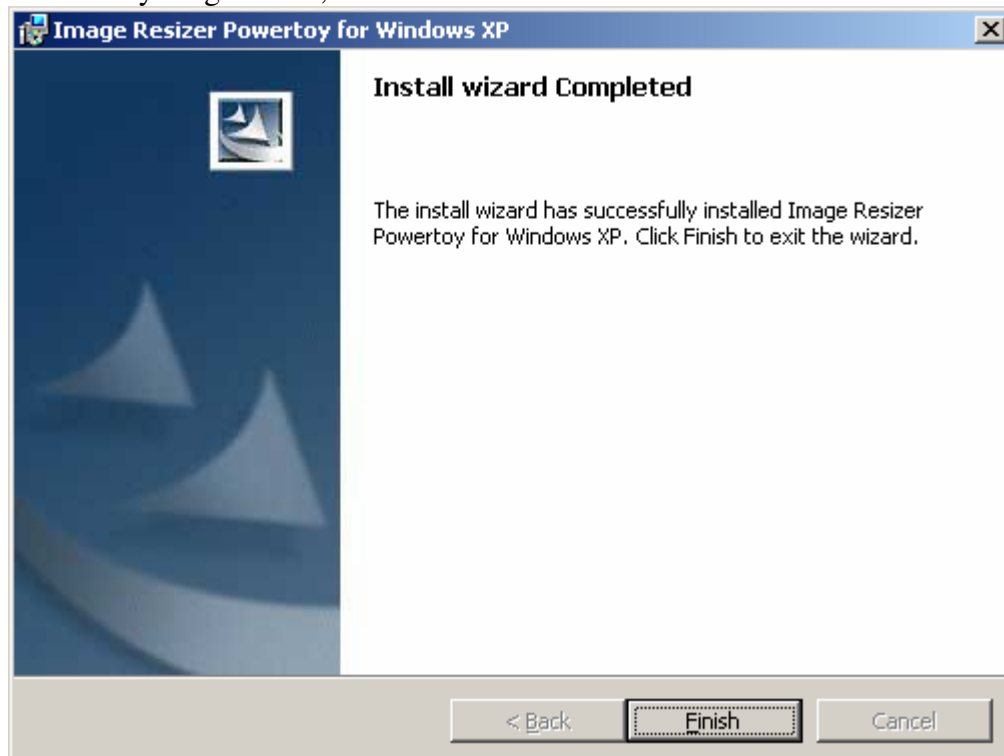 Image Resizer Powertoy for Windows XP
Install wizard Completed
The install wizard has successfully installed Image Resizer
Powertoy for Windows XP. Click Finish to exit the wizard.
< Back Finish Cancel